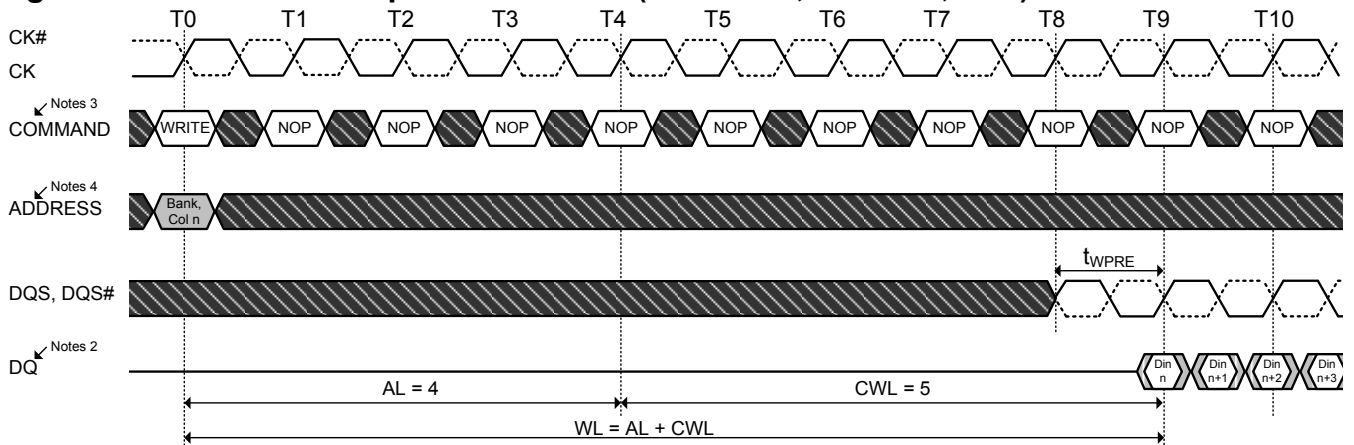 T0 T1 T2 T3 T4 T5 T6 T7 T8 T9 T10
CK#
CK
Notes 3
COMMAND WRITE NOP NOP NOP NOP NOP NOP NOP NOP NOP NOP
Notes 4
ADDRESS
Bank,
Col n
tWPRE
DQS, DQS#
Notes 2
DQ
Din
n
Din
n+1
Din
n+2
Din
n+3
AL = 4 CWL = 5
WL = AL + CWL